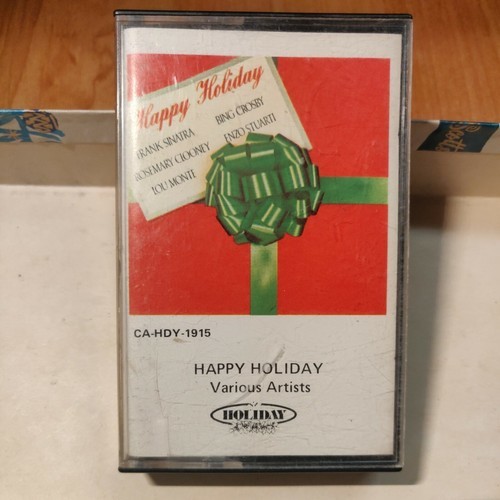 Happy Holiday
FRANK SINATRA BING CROSBY
ROSEMARY CLOONEY ENZO STUARTI
LOU MONTE
CA-HDY-1915
HAPPY HOLIDAY
Various Artists
HOLIDAY